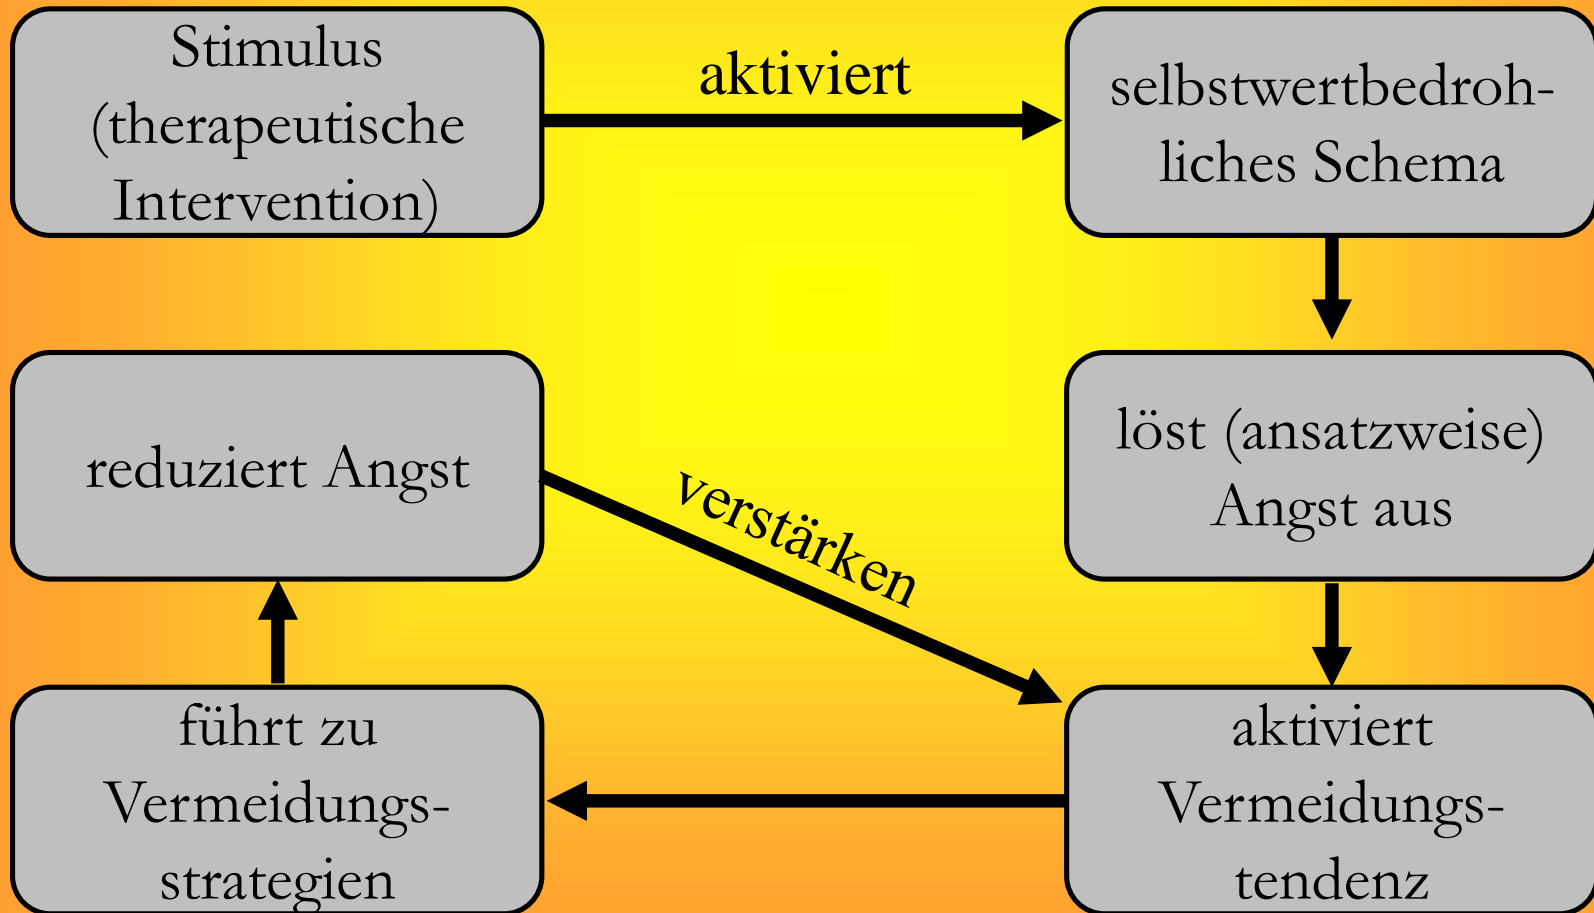 Stimulus
(therapeutische
Intervention)
aktiviert
selbstwertbedroh-
liches Schema
reduziert Angst
verstärken
löst (ansatzweise)
Angst aus
führt zu
Vermeidungs-
strategien
aktiviert
Vermeidungs-
tendenz